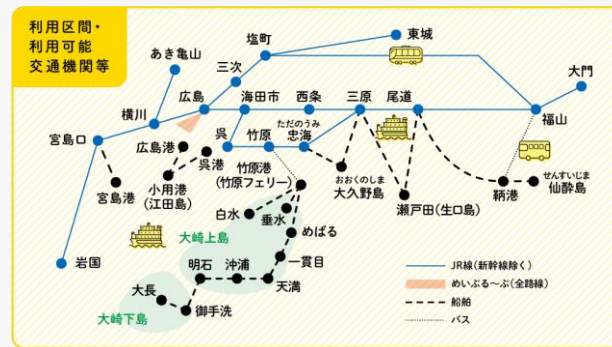 利用区間・
利用可能
交通機関等
塩町
東城
あき亀山
三次
大門
横川
広島
海田市
西条
三原
尾道
福山
ただのうみ
忠海
呉
竹原
宮島口
広島港
呉港
竹原港
(竹原フェリー)
おおくのしま
大久野島
せんすいじま
仙酔島
鞆港
宮島港
小用港
(江田島)
瀬戸田(生口島)
白水
垂水
めばる
大崎上島
一貫目
明石
沖浦
天満
岩国
大長
御手洗
大崎下島
JR線(新幹線除く)
めいぷる~ぷ(全路線)
船舶
バス